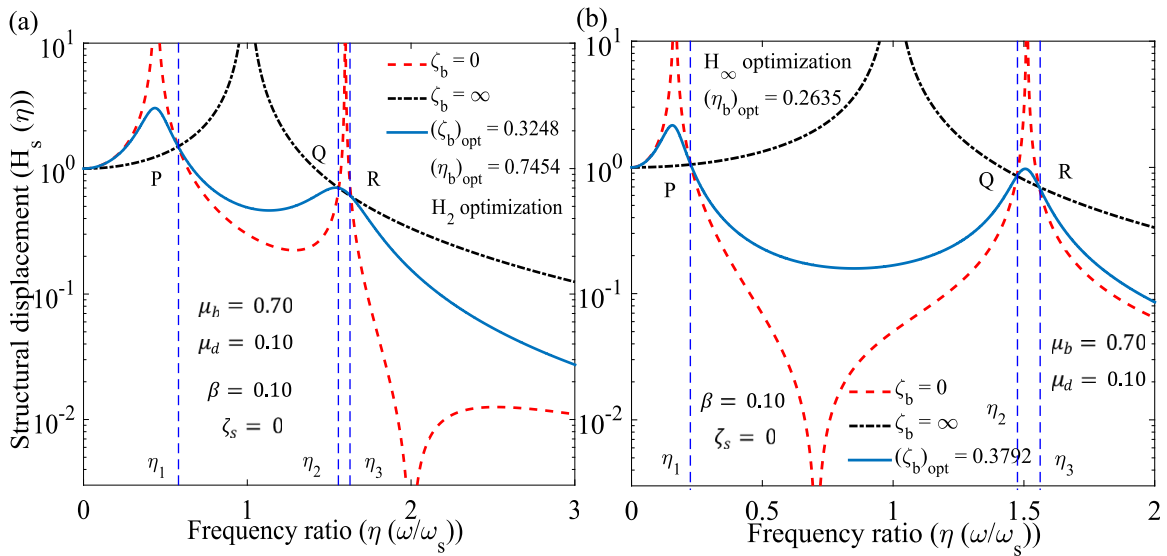 (a)
Structural displacement (H_s (η))
10^1
10^0
10^-1
10^-2
ζ_b = 0
ζ_b = ∞
(ζ_b)_opt = 0.3248
(η_b)_opt = 0.7454
H_2 optimization
P
Q
R
μ_b = 0.70
μ_d = 0.10
β = 0.10
ζ_s = 0
η_1
η_2
η_3
0
1
2
3
Frequency ratio (η (ω/ω_s))
(b)
10^1
10^0
10^-1
10^-2
H_∞ optimization
(η_b)_opt = 0.2635
P
Q
R
μ_b = 0.70
μ_d = 0.10
β = 0.10
ζ_s = 0
ζ_b = 0
ζ_b = ∞
(ζ_b)_opt = 0.3792
η_1
η_2
η_3
0
0.5
1
1.5
2
Frequency ratio (η (ω/ω_s))